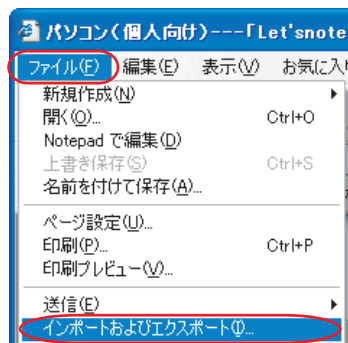 パソコン(個人向け)---「Let'snote
ファイル(F) 編集(E) 表示(V) お気に入
新規作成(N)
開く(O)... Ctrl+O
Notepad で編集(D)
上書き保存(S) Ctrl+S
名前を付けて保存(A)...
ページ設定(U)...
印刷(P)... Ctrl+P
印刷プレビュー(V)...
送信(E)
インポートおよびエクスポート(I)...